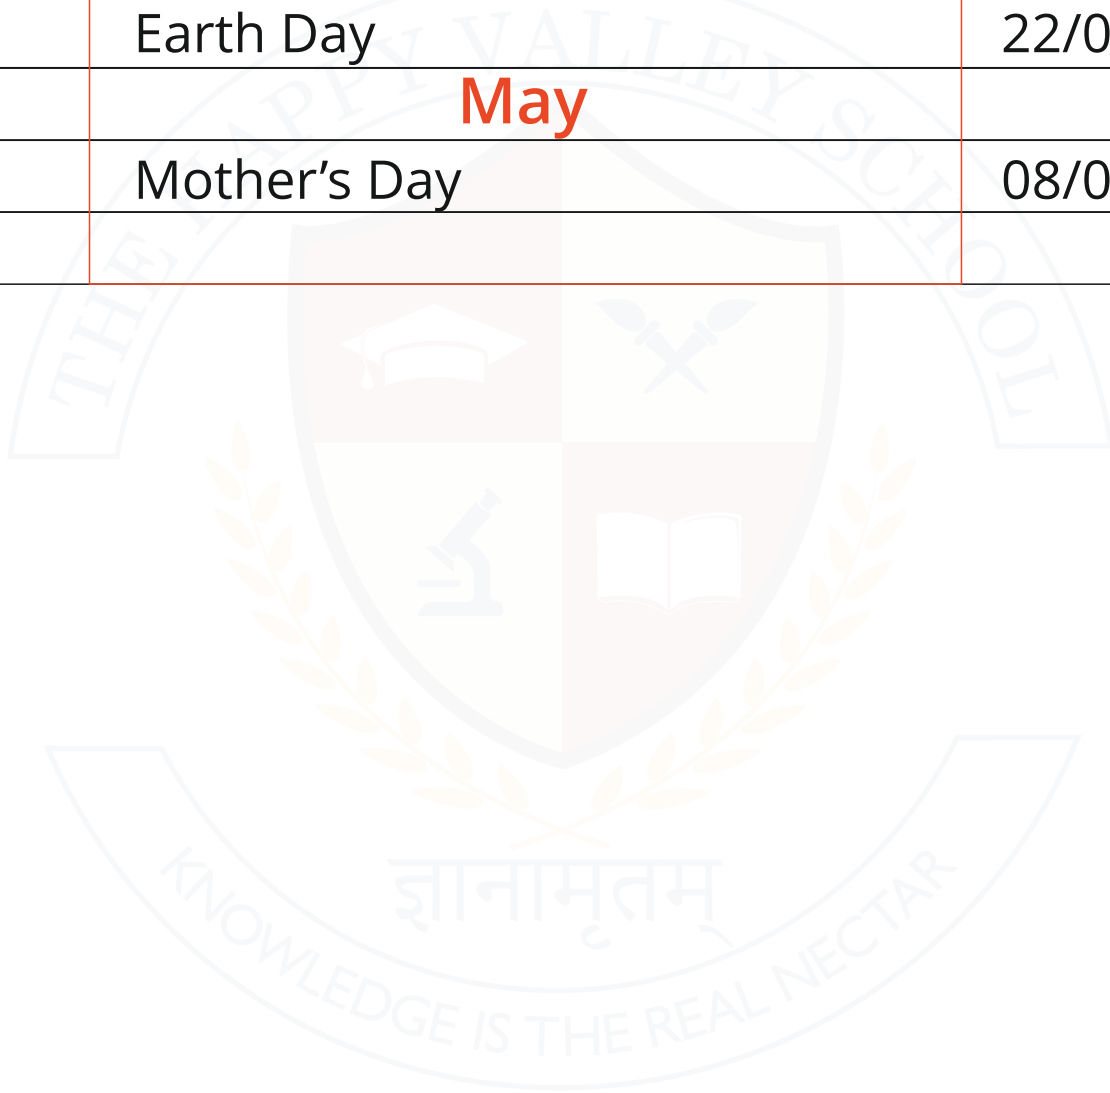 Earth Day 22/0
May
Mother’s Day 08/0
THE HAPPY VALLEY SCHOOL
ज्ञानामृतम्
KNOWLEDGE IS THE REAL NECTAR